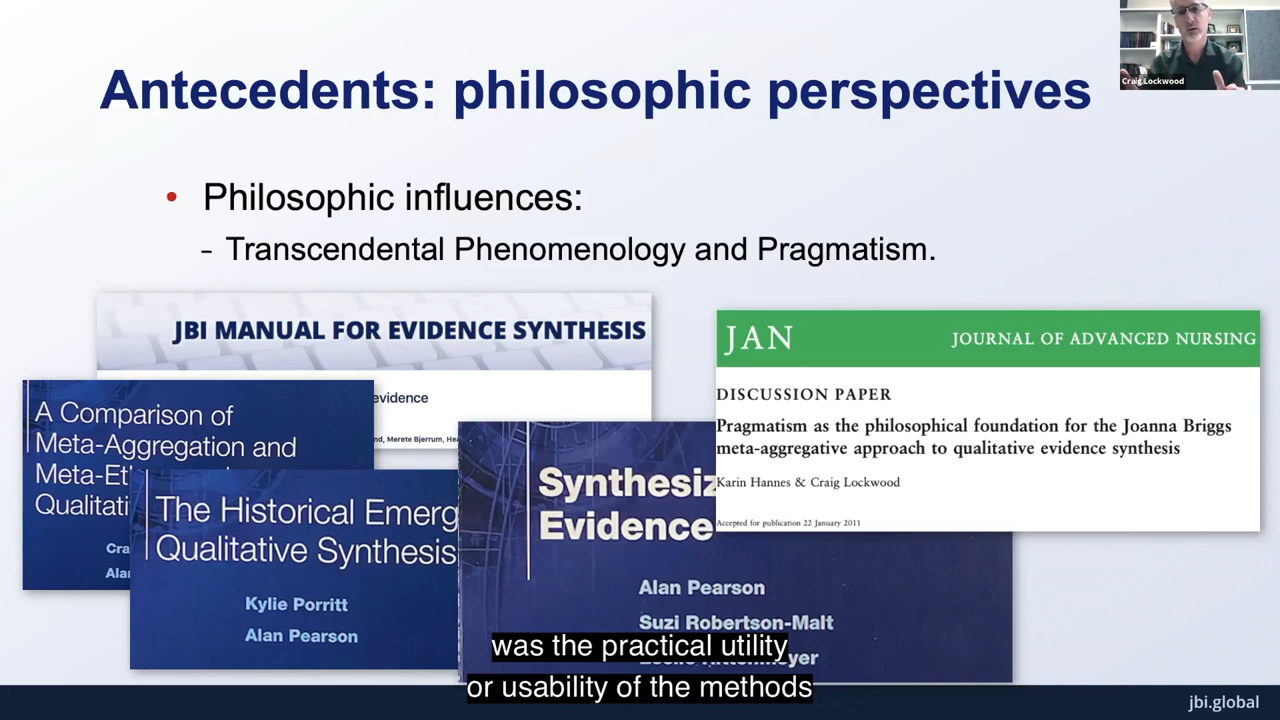 Craig Lockwood
Antecedents: philosophic perspectives
• Philosophic influences:
– Transcendental Phenomenology and Pragmatism.
JBI MANUAL FOR EVIDENCE SYNTHESIS
evidence
Merete Bjerrum,
A Comparison of
Meta-Aggregation and
Meta-Et
Qualitati
Cra
Alan
The Historical Emerg
Qualitative Synthesis
Kylie Porritt
Alan Pearson
Synthesiz
Evidence
Alan Pearson
Suzi Robertson-Malt
JAN
JOURNAL OF ADVANCED NURSING
DISCUSSION PAPER
Pragmatism as the philosophical foundation for the Joanna Briggs
meta-aggregative approach to qualitative evidence synthesis
Karin Hannes & Craig Lockwood
Accepted for publication 22 January 2011
was the practical utility
or usability of the methods
jbi.global